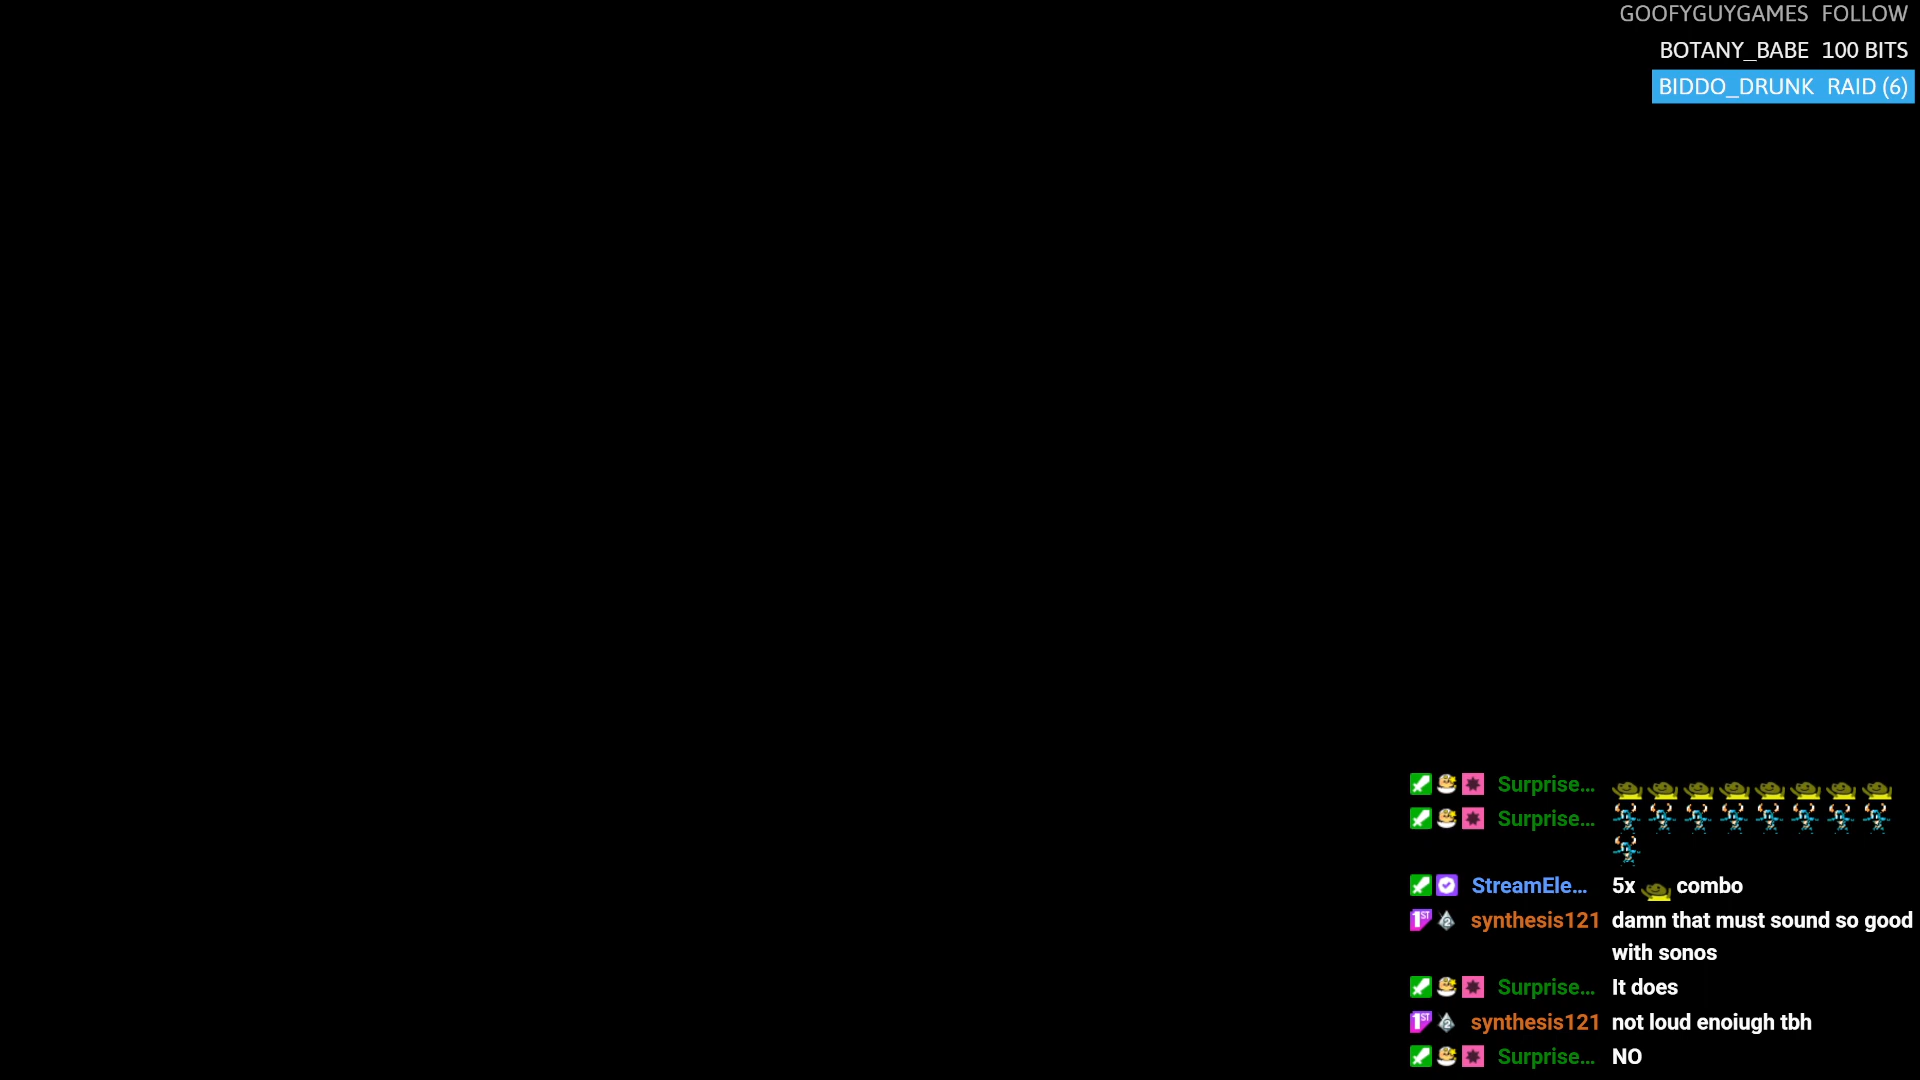 GOOFYGUYGAMES FOLLOW
BOTANY_BABE 100 BITS
BIDDO_DRUNK RAID (6)
Surprise...
Surprise...
StreamEle... 5x combo
synthesis121 damn that must sound so good
with sonos
Surprise... It does
synthesis121 not loud enoiugh tbh
Surprise... NO